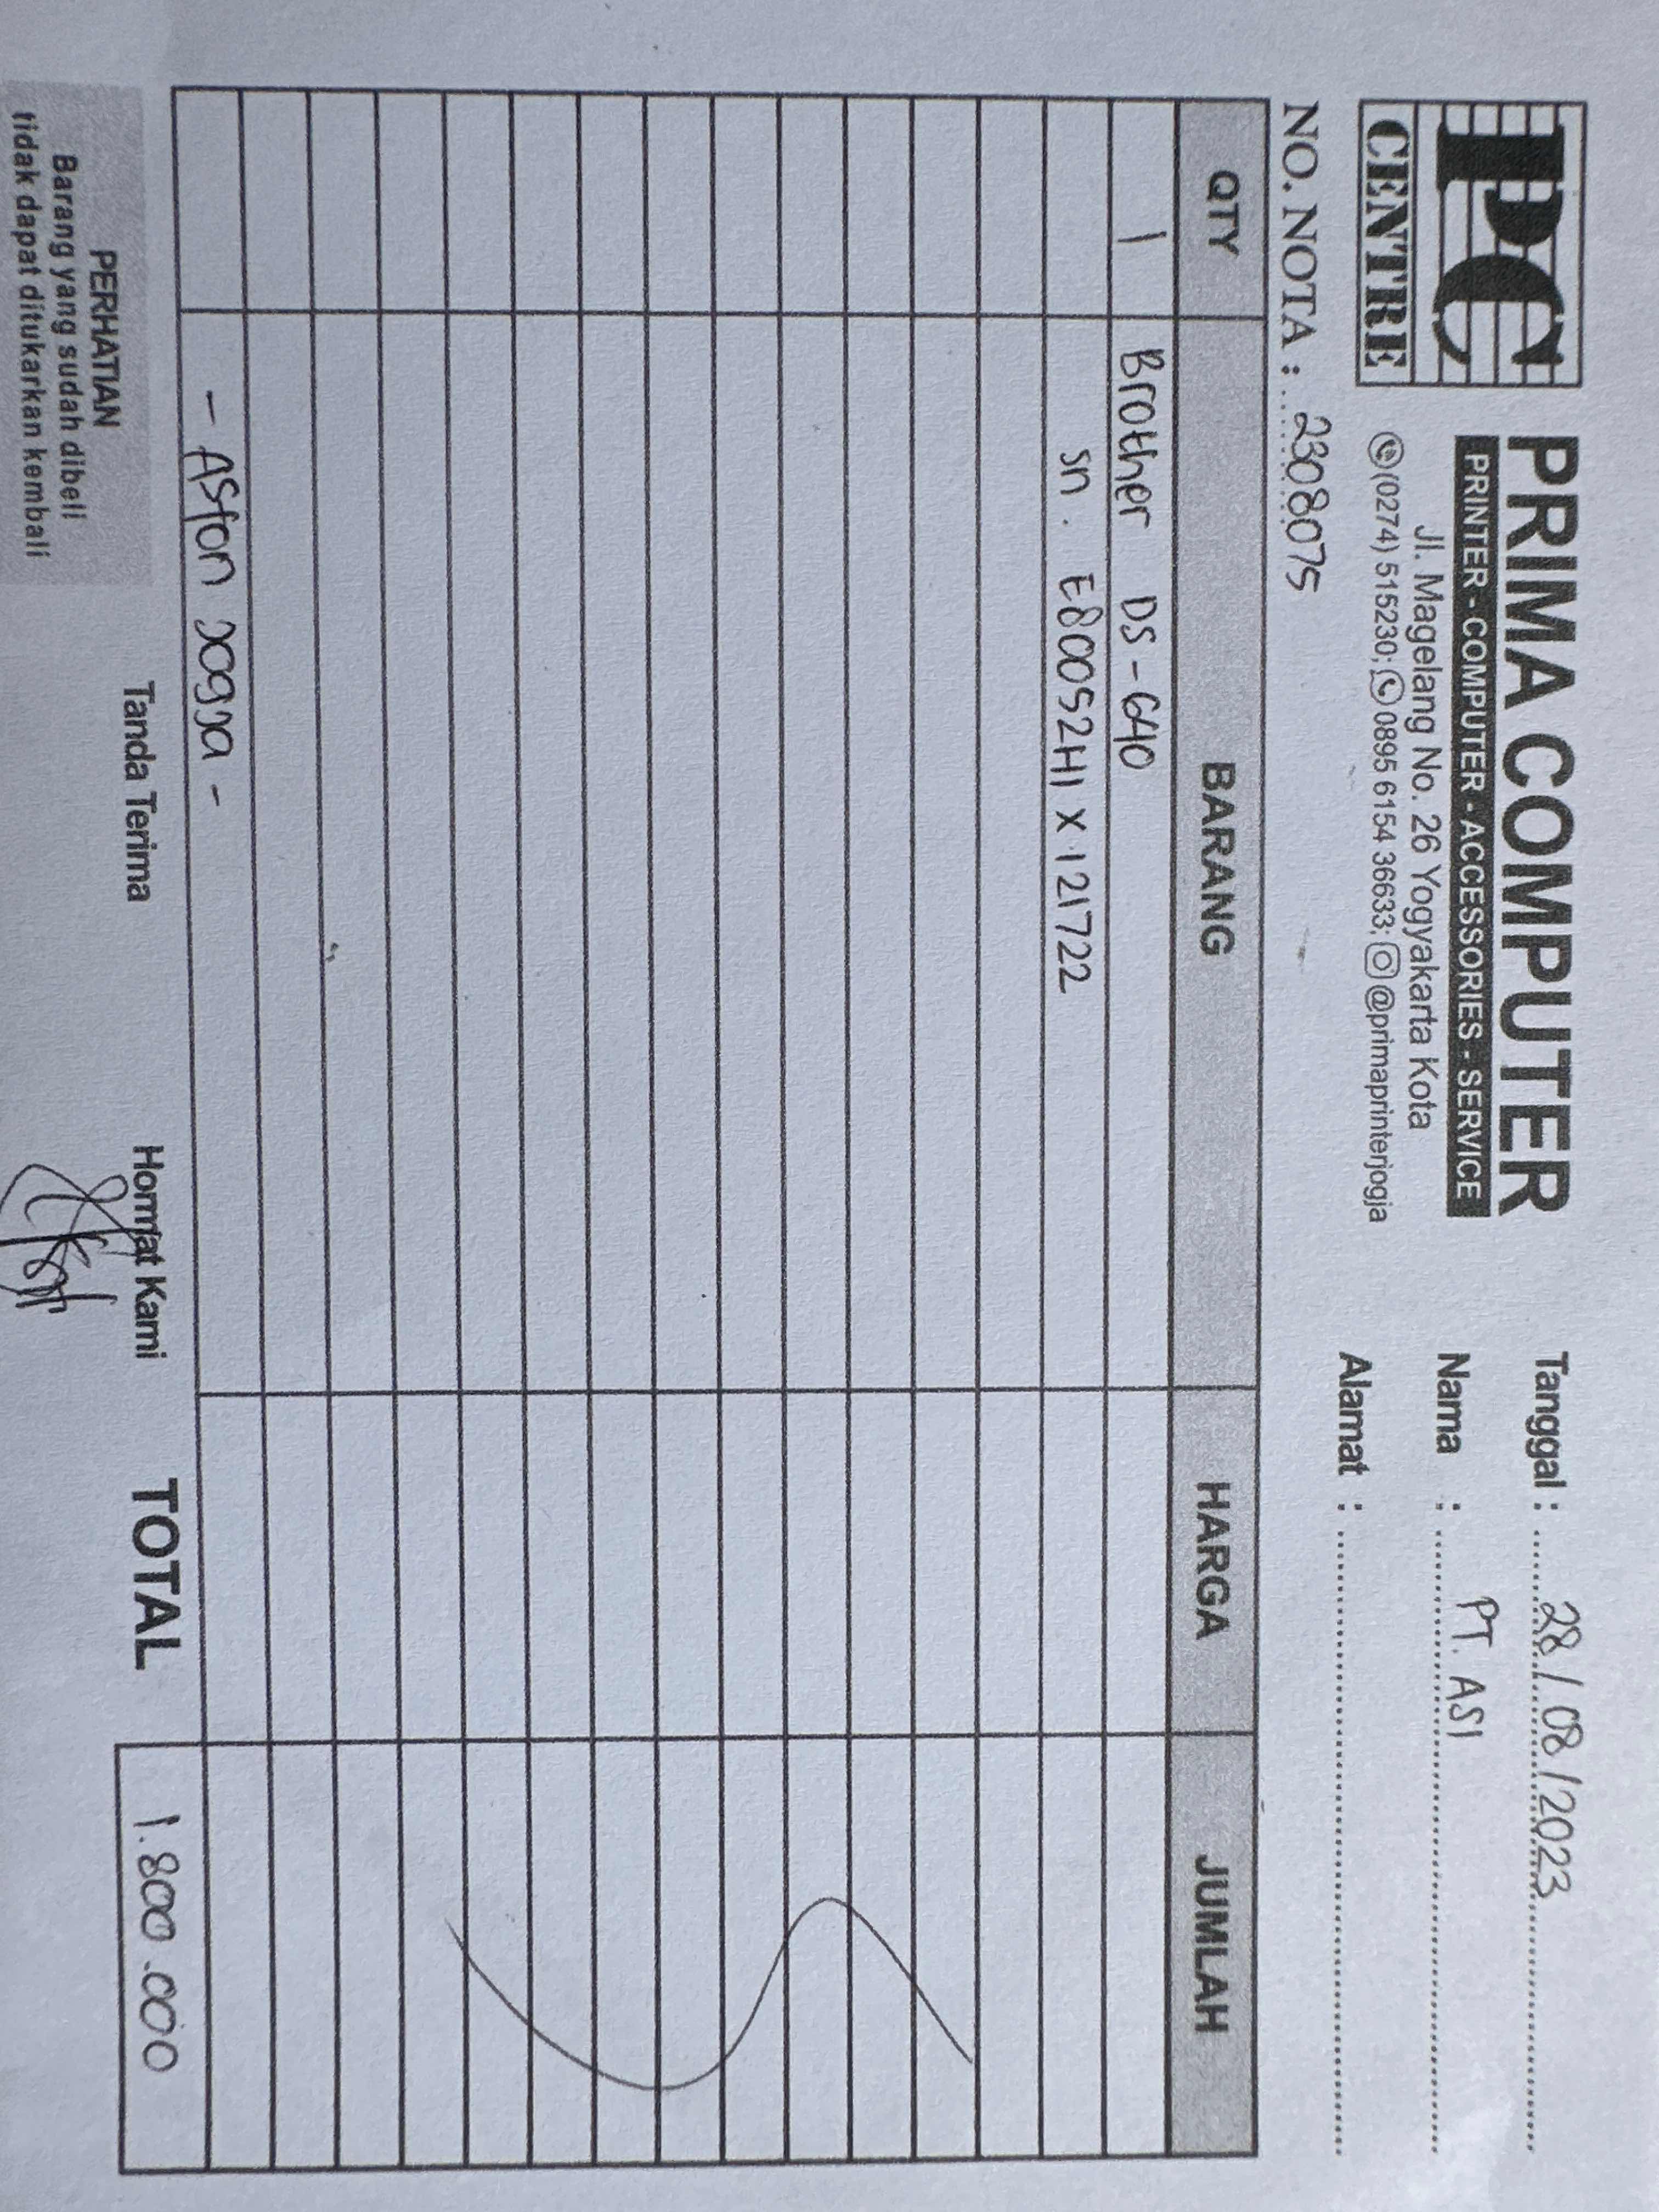 PC
CENTRE
PRIMA COMPUTER
PRINTER - COMPUTER - ACCESSORIES - SERVICE
Jl. Magelang No. 26 Yogyakarta Kota
(0274) 515230; 0895 6154 36633; @primaprinterjogja
Tanggal : 28/08/2023
Nama : PT. ASI
Alamat :
NO. NOTA : 2308075
QTY BARANG HARGA JUMLAH
1 Brother DS-640
sn. E80052H1X121722
- Asfon Jogja -
PERHATIAN
Barang yang sudah dibeli
tidak dapat ditukarkan kembali
Tanda Terima
Hormat Kami
TOTAL 1.800.000